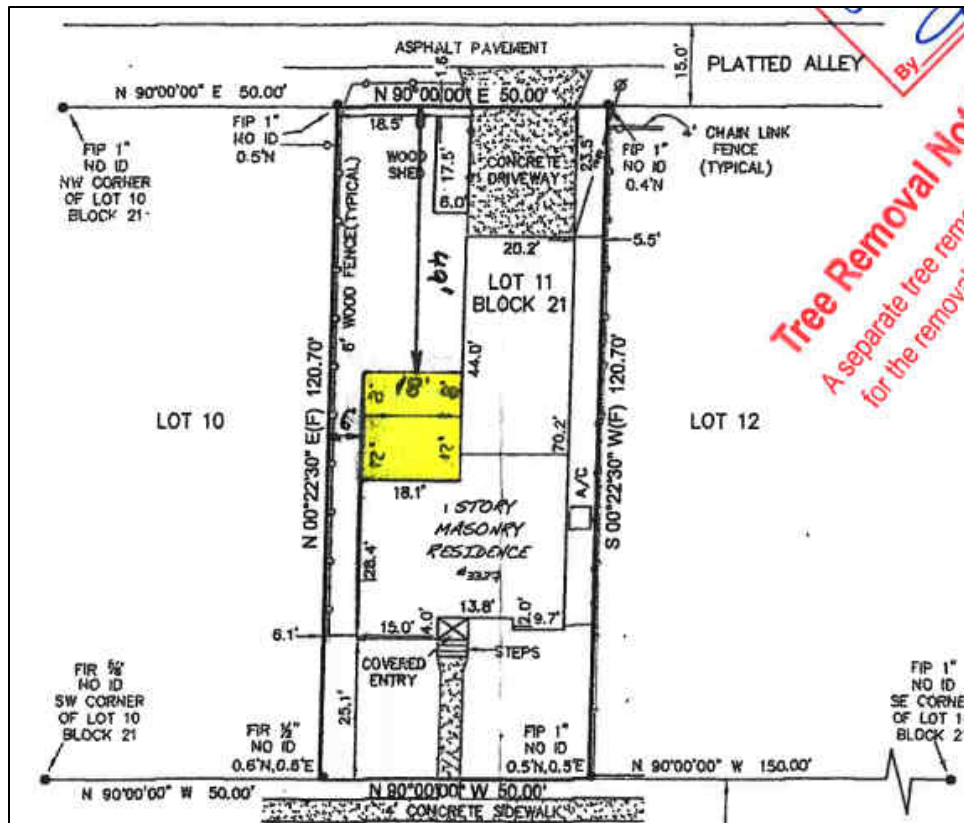 ASPHALT PAVEMENT
15.0'
PLATTED ALLEY
By
N 90°00'00" E 50.00'
N 90°00'00" E 50.00'
FIP 1"
NO ID
0.5'N
18.5'
WOOD
SHED
17.5'
6.0'
CONCRETE
DRIVEWAY
23.5'
FIP 1"
NO ID
0.4'N
4' CHAIN LINK
FENCE
(TYPICAL)
FIP 1"
NO ID
NW CORNER
OF LOT 10
BLOCK 21
6' WOOD FENCE(TYPICAL)
49'
20.2'
5.5'
LOT 11
BLOCK 21
44.0'
Tree Removal Not
A separate tree remo
for the removal
N 00°22'30" E(F) 120.70'
S 00°22'30" W(F) 120.70'
LOT 10
LOT 12
70.2'
A/C
18.1'
1 STORY
MASONRY
RESIDENCE
28.4'
13.8'
4.0'
2.0'
9.7'
6.1'
15.0'
COVERED
ENTRY
STEPS
25.1'
FIR 5/8"
NO ID
SW CORNER
OF LOT 10
BLOCK 21
FIR 1/2"
NO ID
0.6'N,0.8'E
FIP 1"
NO ID
0.5'N,0.5'E
FIP 1"
NO ID
SE CORNE
OF LOT 1
BLOCK 2
N 90°00'00" W 50.00'
N 90°00'00" W 50.00'
N 90°00'00" W 150.00'
4' CONCRETE SIDEWALK